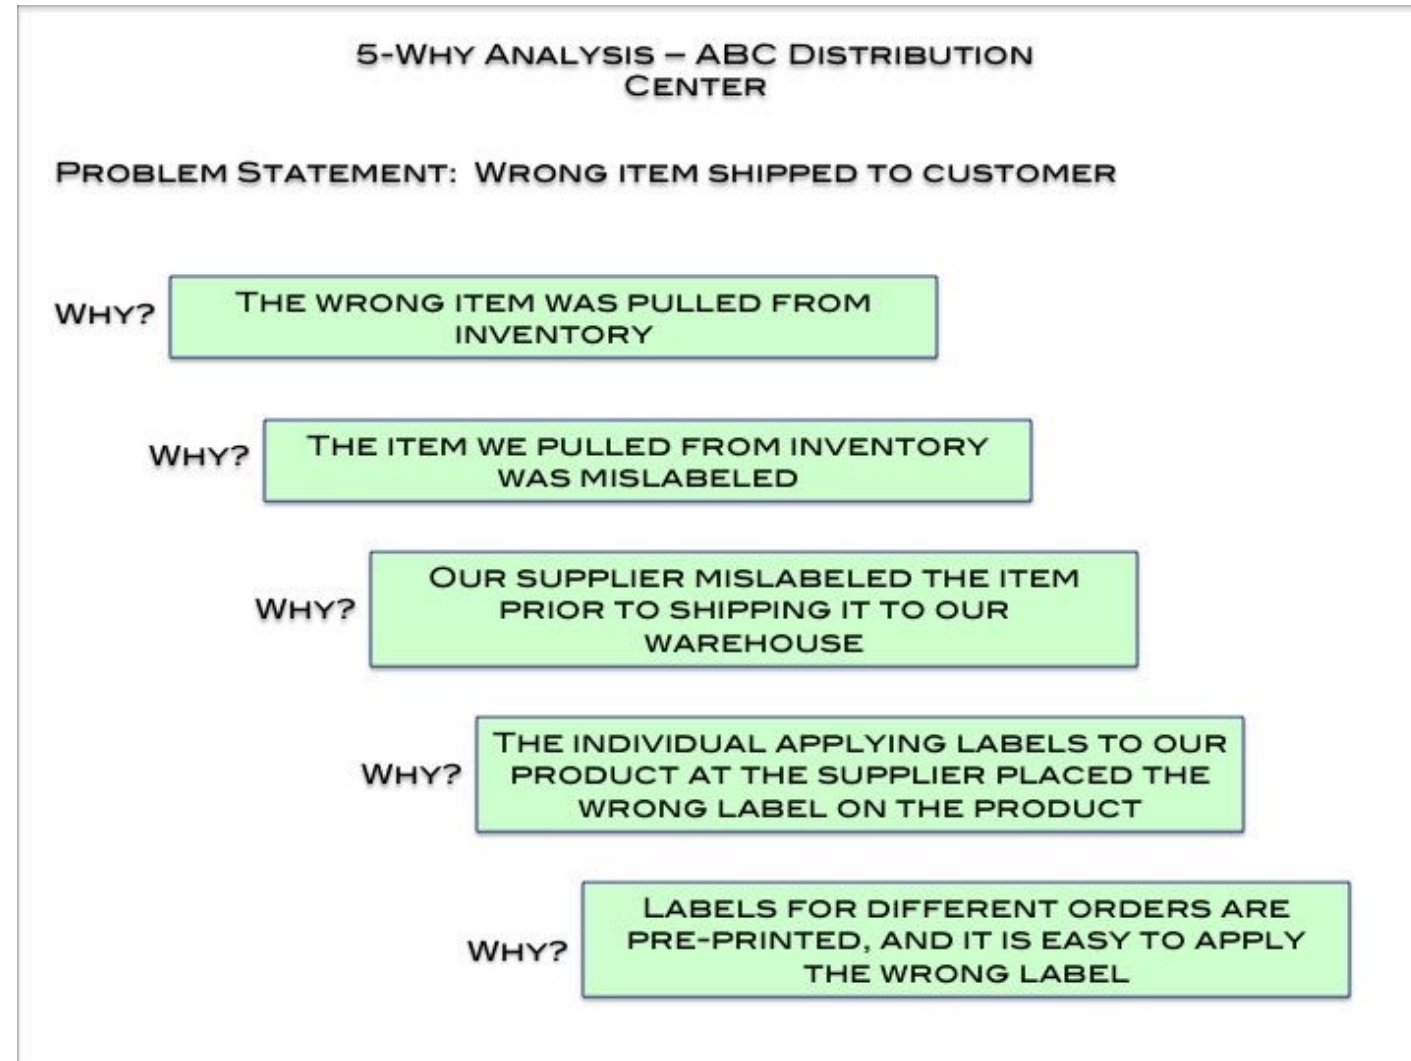 5-Why Analysis – ABC Distribution
Center
Problem Statement: Wrong item shipped to customer
Why?
The wrong item was pulled from
inventory
Why?
The item we pulled from inventory
was mislabeled
Why?
Our supplier mislabeled the item
prior to shipping it to our
warehouse
Why?
The individual applying labels to our
product at the supplier placed the
wrong label on the product
Why?
Labels for different orders are
pre-printed, and it is easy to apply
the wrong label